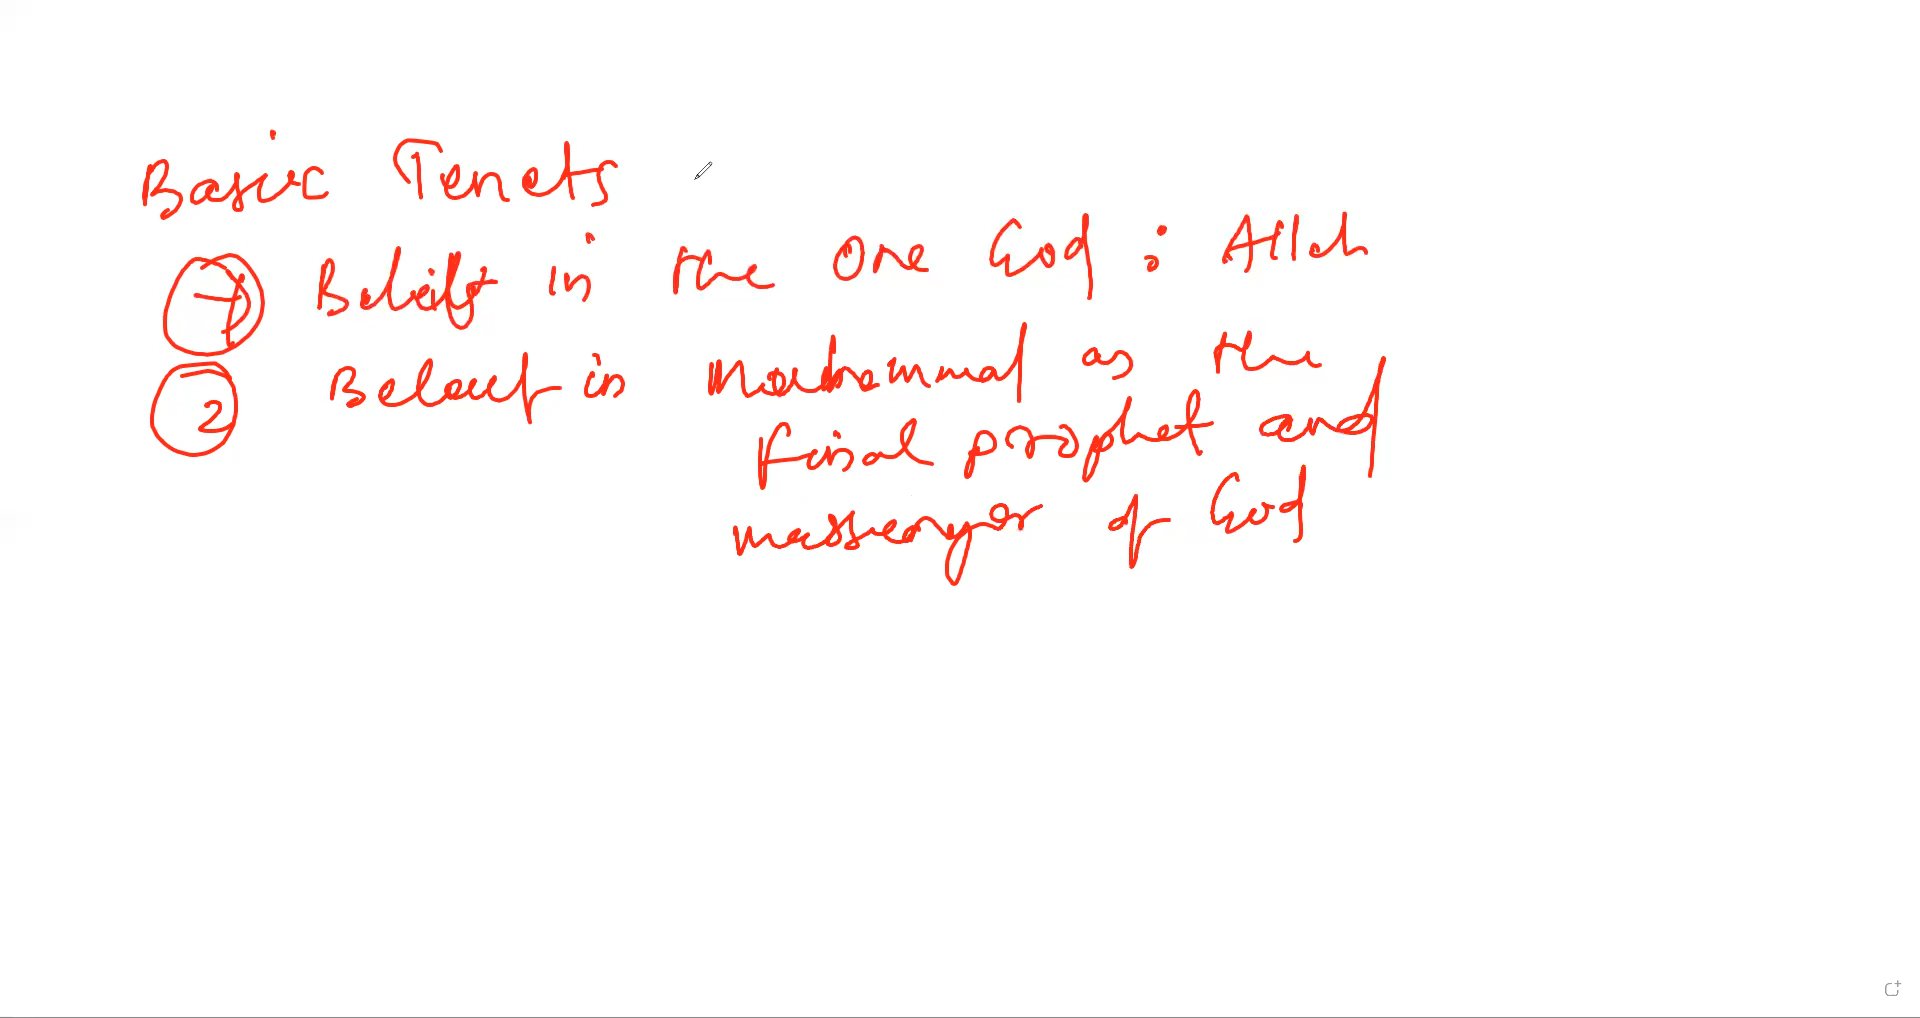 Basic Tenets
1 Belief in the One God : Allah
2 Belief in Mohammad as the
final prophet and
messenger of God